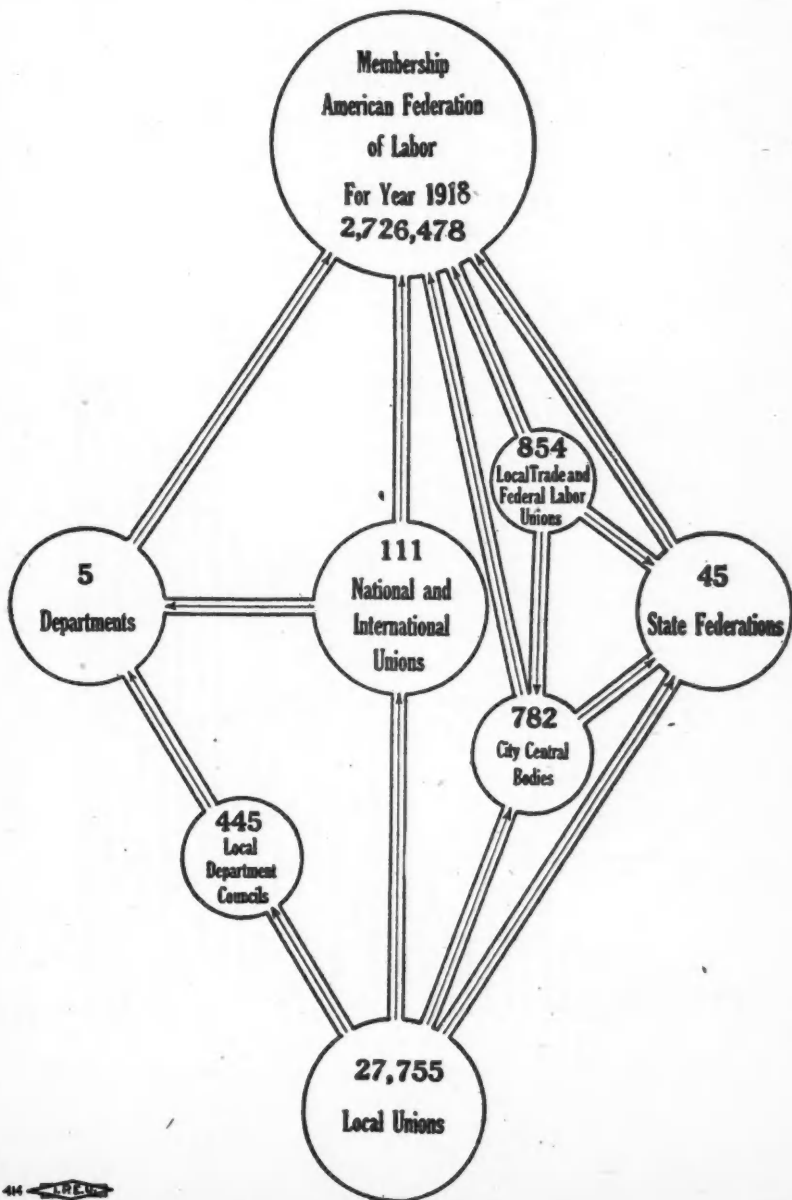 Membership
American Federation
of Labor
For Year 1918
2,726,478
854
Local Trade and
Federal Labor
Unions
5
Departments
111
National and
International
Unions
45
State Federations
782
City Central
Bodies
445
Local
Department
Councils
27,755
Local Unions
414